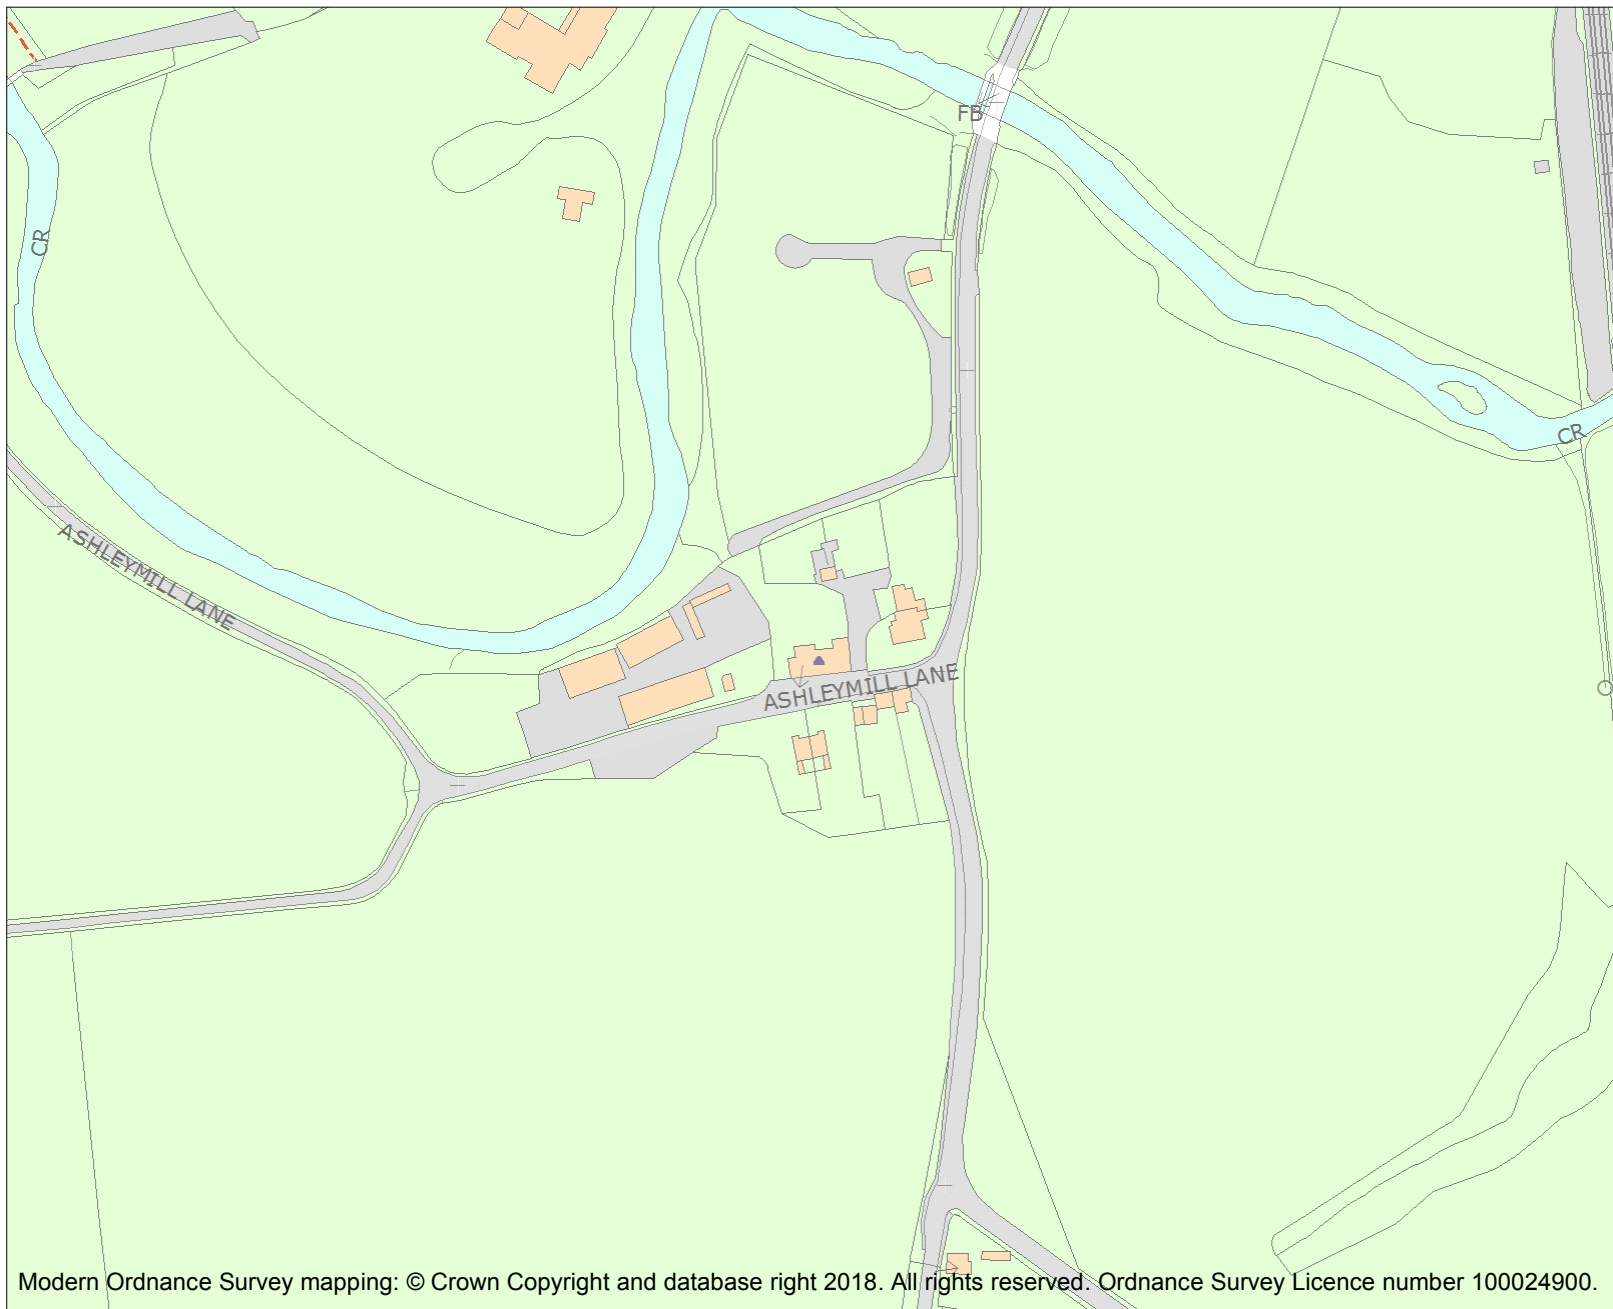 FB
CR
CR
ASHLEYMILL LANE
ASHLEYMILL LANE
Modern Ordnance Survey mapping: © Crown Copyright and database right 2018. All rights reserved. Ordnance Survey Licence number 100024900.